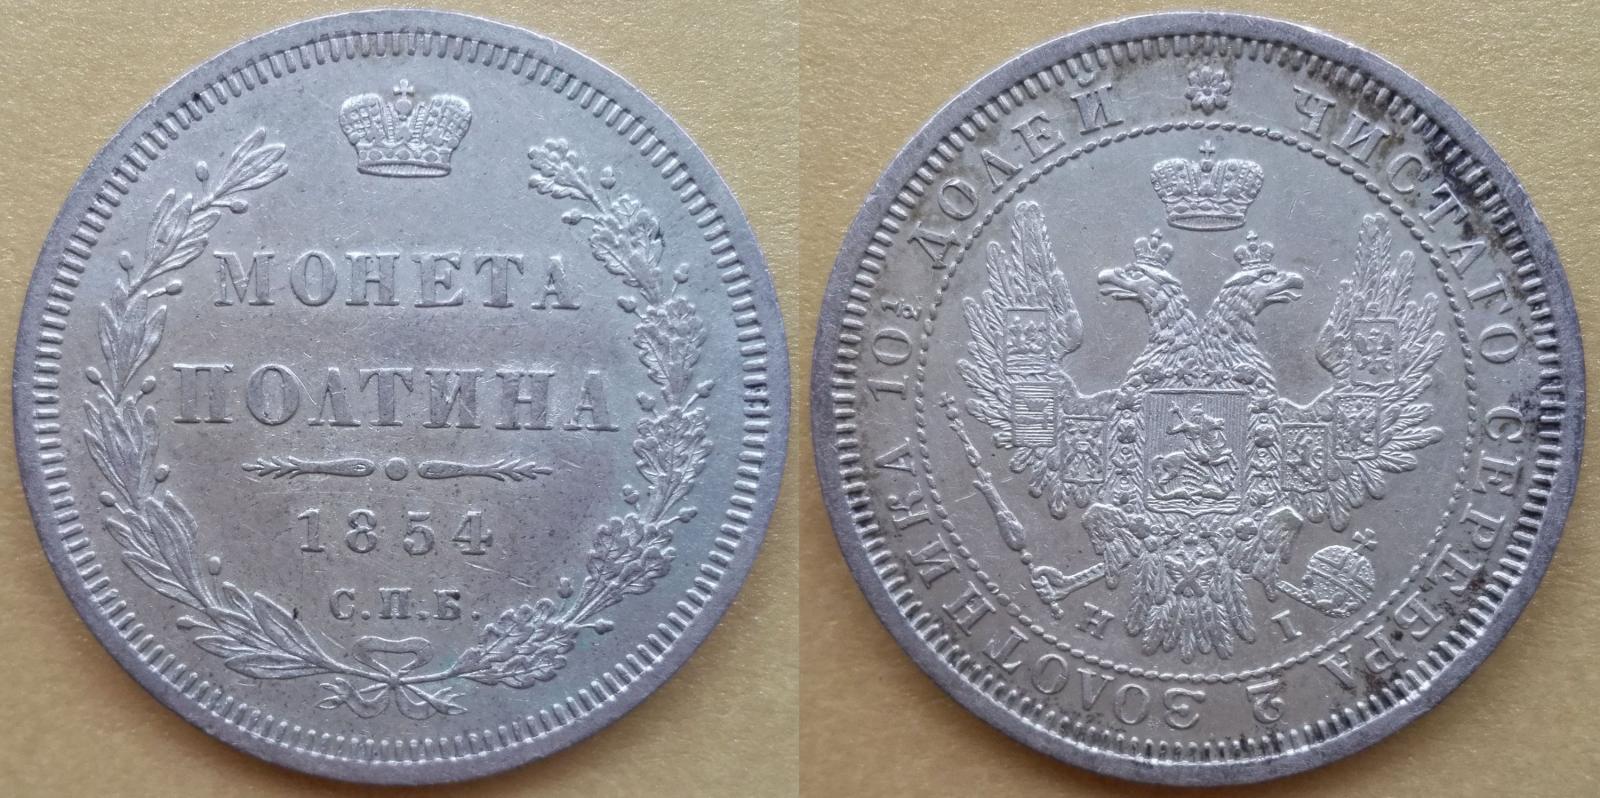 МОНЕТА
ПОЛТИНА
1854
С.П.Б.
ЧИСТАГО СЕРЕБРА 2 ЗОЛОТНИКА 10½ ДОЛЕЙ
Н I